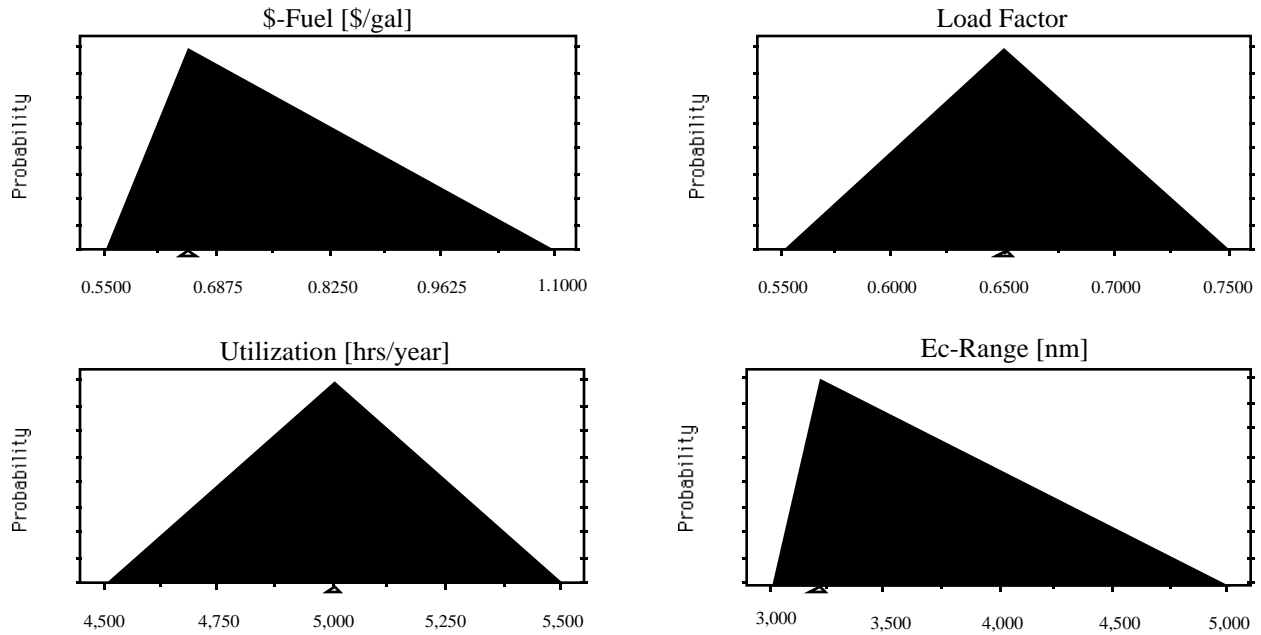 $-Fuel [$/gal]
Probability
0.5500 0.6875 0.8250 0.9625 1.1000
Load Factor
Probability
0.5500 0.6000 0.6500 0.7000 0.7500
Utilization [hrs/year]
Probability
4,500 4,750 5,000 5,250 5,500
Ec-Range [nm]
Probability
3,000 3,500 4,000 4,500 5,000